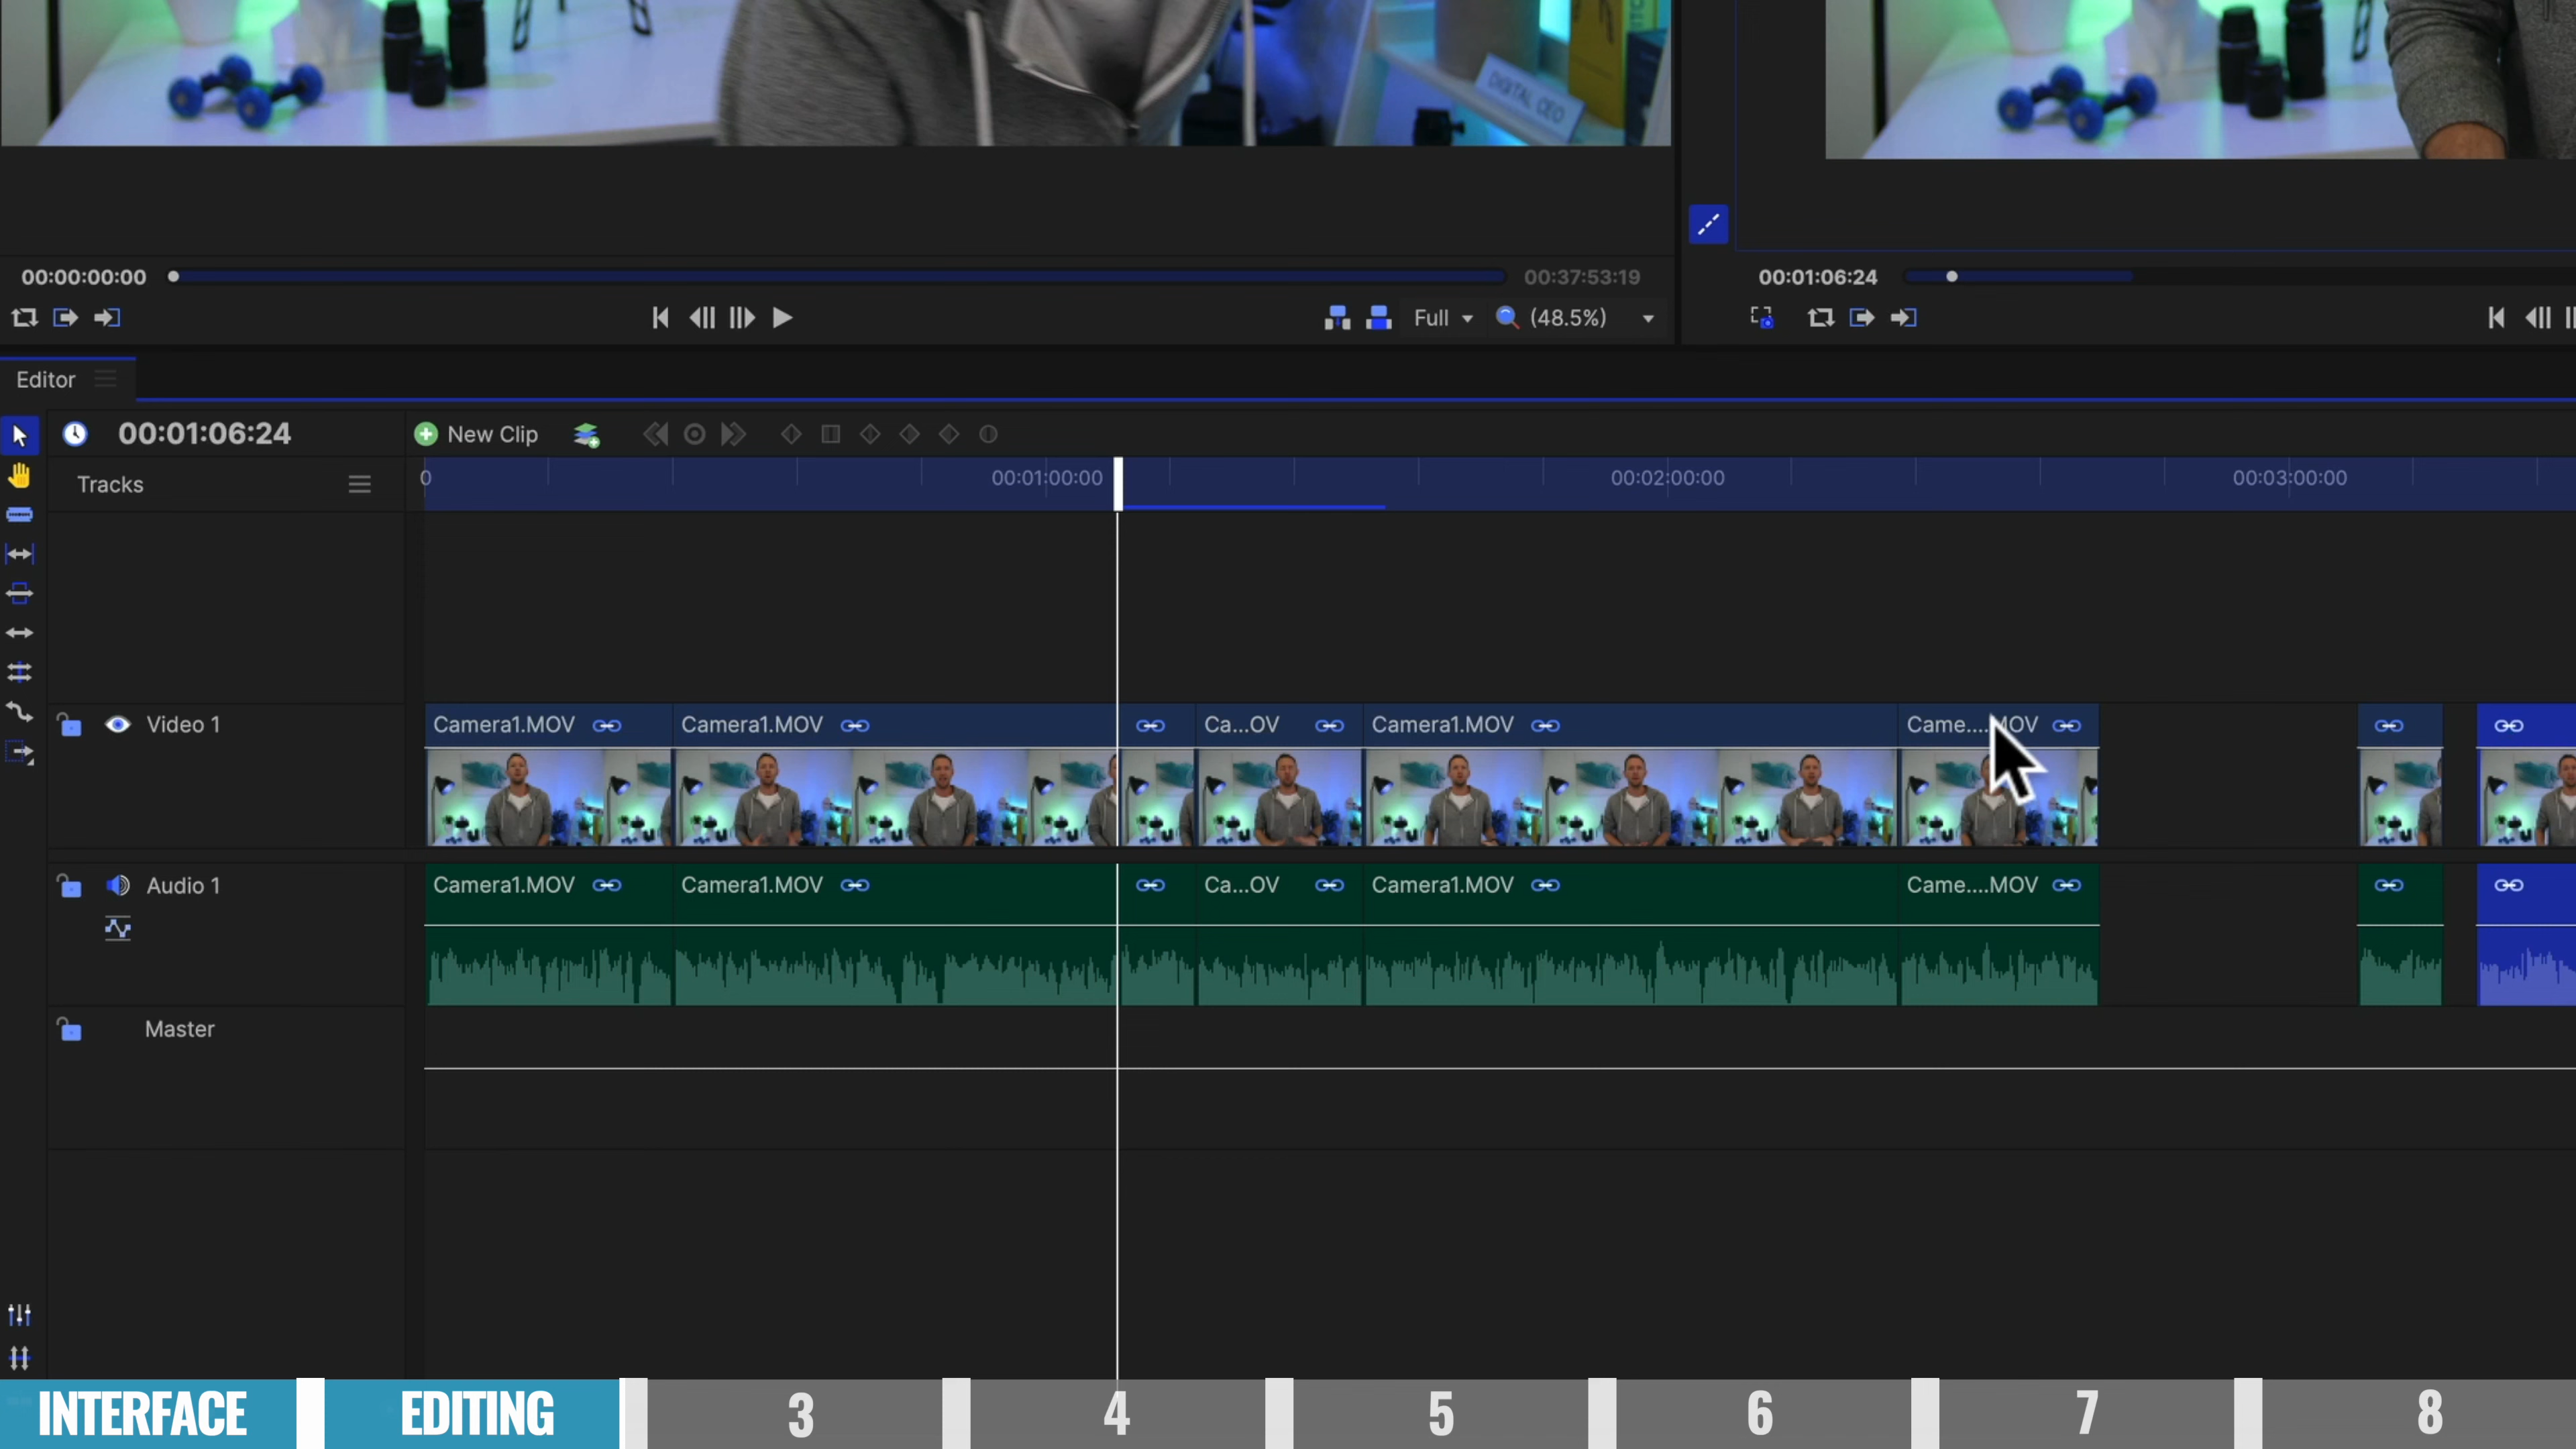 DIGITAL CEO
00:00:00:00
00:37:53:19
00:01:06:24
Full
(48.5%)
Editor
00:01:06:24
New Clip
Tracks
0
00:01:00:00
00:02:00:00
00:03:00:00
Video 1
Camera1.MOV
Camera1.MOV
Ca...OV
Camera1.MOV
Came....MOV
Audio 1
Camera1.MOV
Camera1.MOV
Ca...OV
Camera1.MOV
Came....MOV
Master
INTERFACE
EDITING
3
4
5
6
7
8